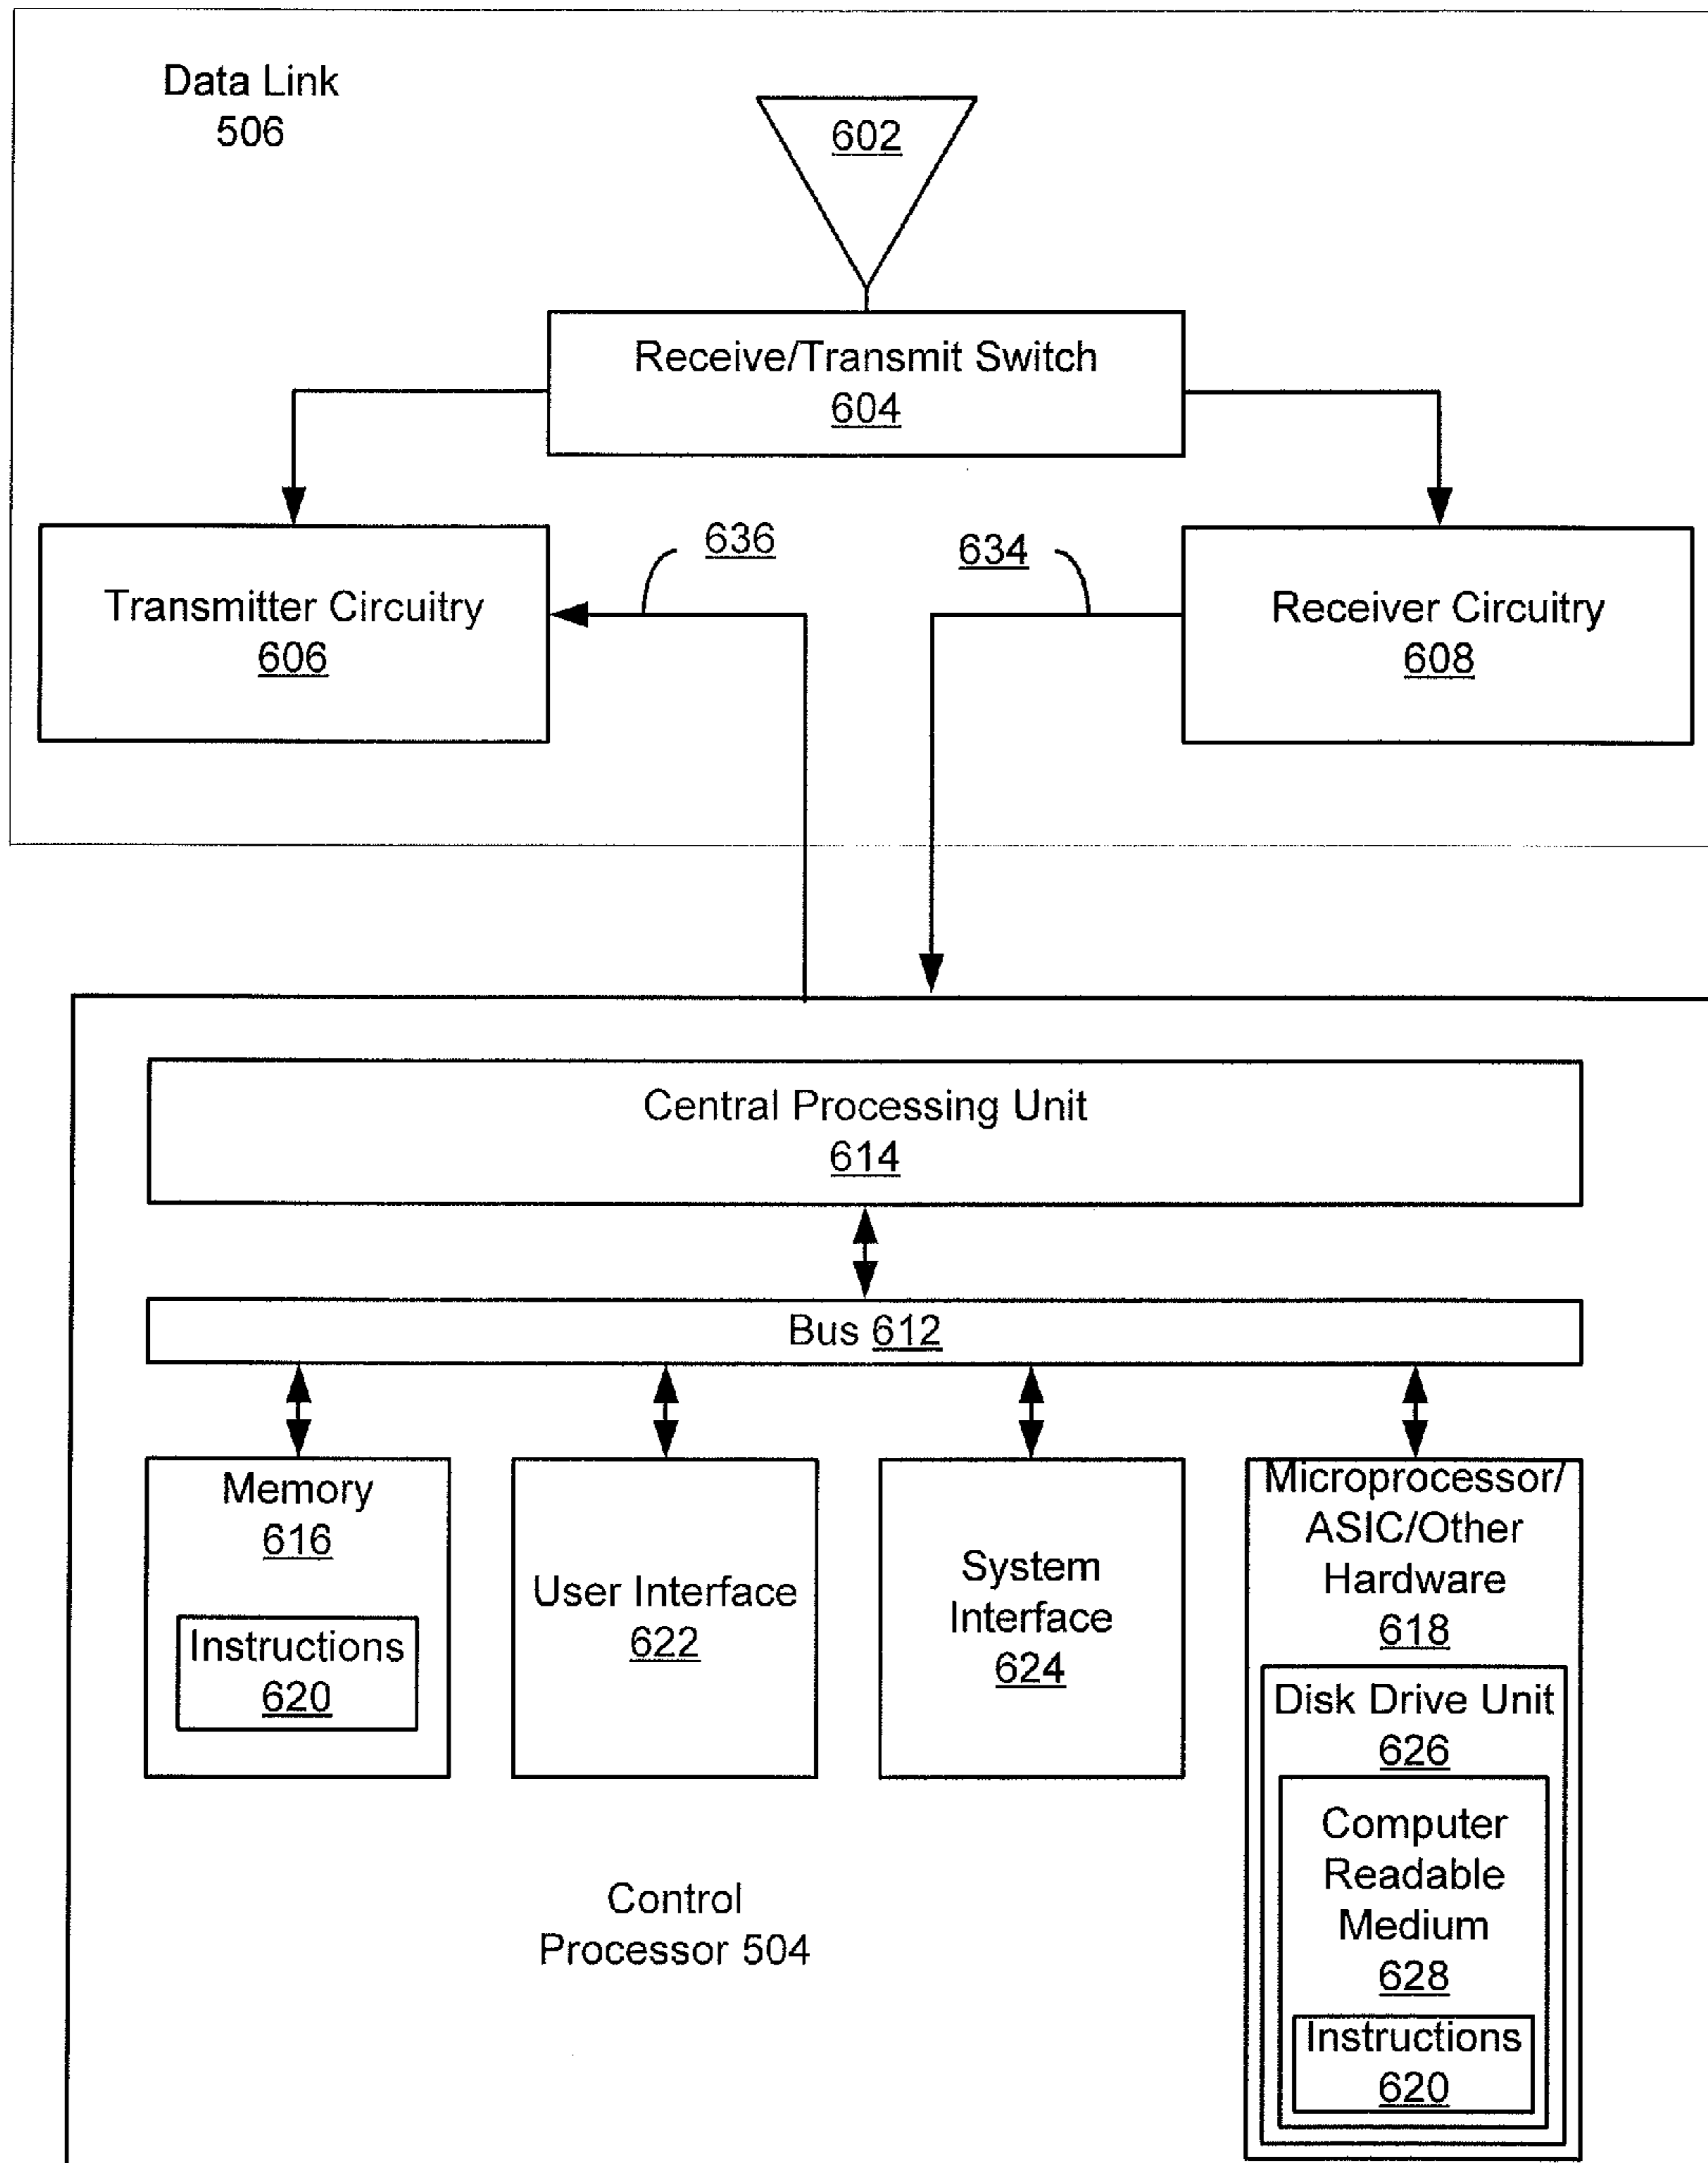 Data Link
506
602
Receive/Transmit Switch
604
636
634
Transmitter Circuitry
606
Receiver Circuitry
608
Central Processing Unit
614
Bus 612
Memory
616
Instructions
620
User Interface
622
System
Interface
624
Microprocessor/
ASIC/Other
Hardware
618
Disk Drive Unit
626
Computer
Readable
Medium
628
Instructions
620
Control
Processor 504